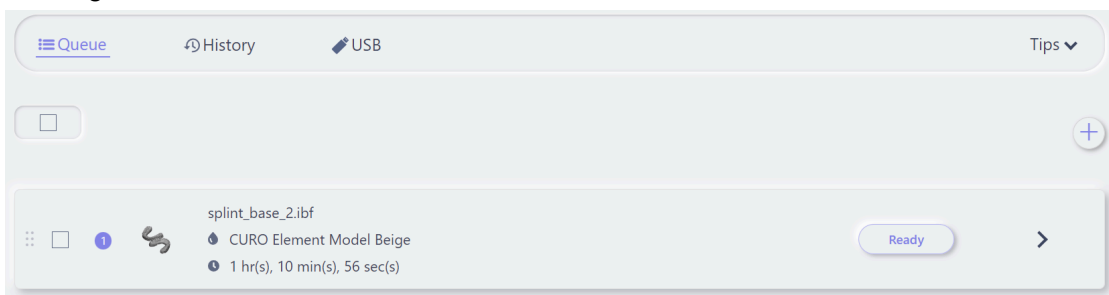 Queue
History
USB
Tips
splint_base_2.ibf
1
CURO Element Model Beige
Ready
1 hr(s), 10 min(s), 56 sec(s)